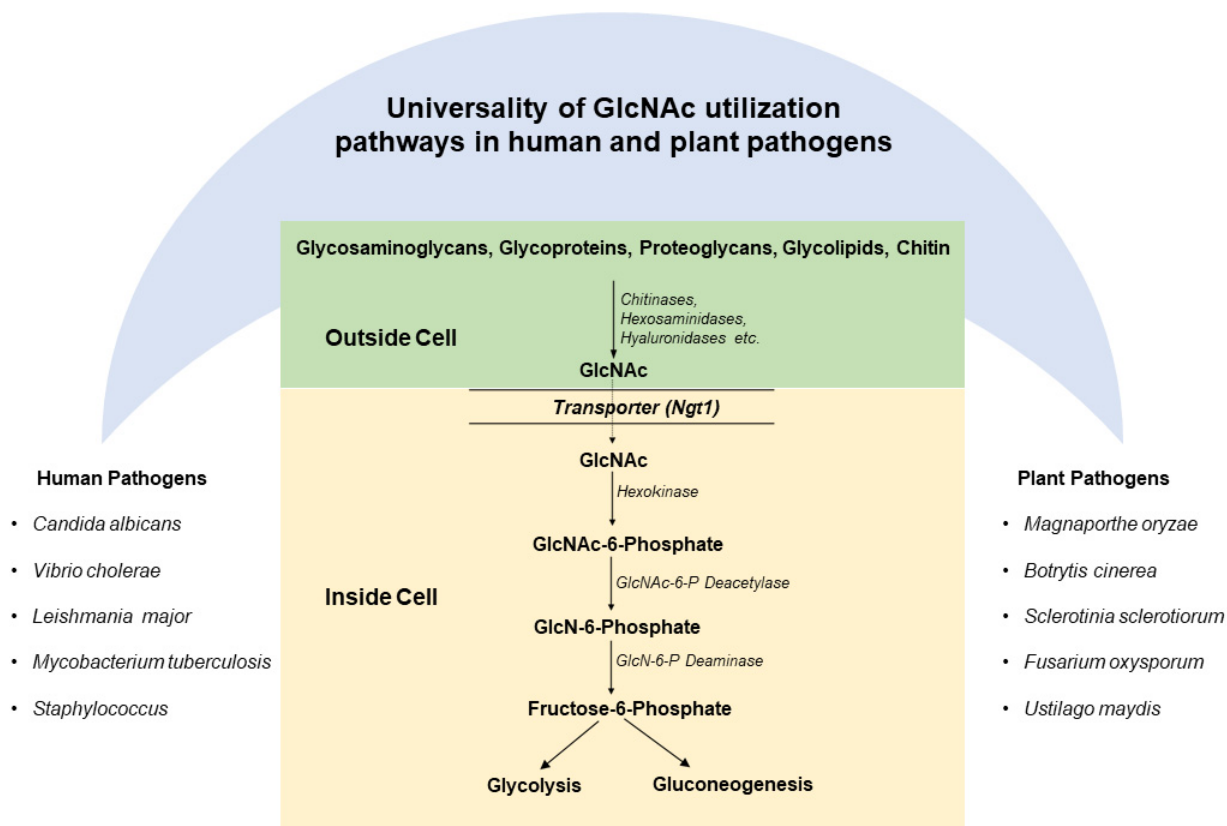 Universality of GlcNAc utilization
pathways in human and plant pathogens
Glycosaminoglycans, Glycoproteins, Proteoglycans, Glycolipids, Chitin
Chitinases,
Hexosaminidases,
Hyaluronidases etc.
Outside Cell
GlcNAc
Transporter (Ngt1)
GlcNAc
Hexokinase
GlcNAc-6-Phosphate
GlcNAc-6-P Deacetylase
Inside Cell
GlcN-6-Phosphate
GlcN-6-P Deaminase
Fructose-6-Phosphate
Glycolysis
Gluconeogenesis
Human Pathogens
• Candida albicans
• Vibrio cholerae
• Leishmania major
• Mycobacterium tuberculosis
• Staphylococcus
Plant Pathogens
• Magnaporthe oryzae
• Botrytis cinerea
• Sclerotinia sclerotiorum
• Fusarium oxysporum
• Ustilago maydis